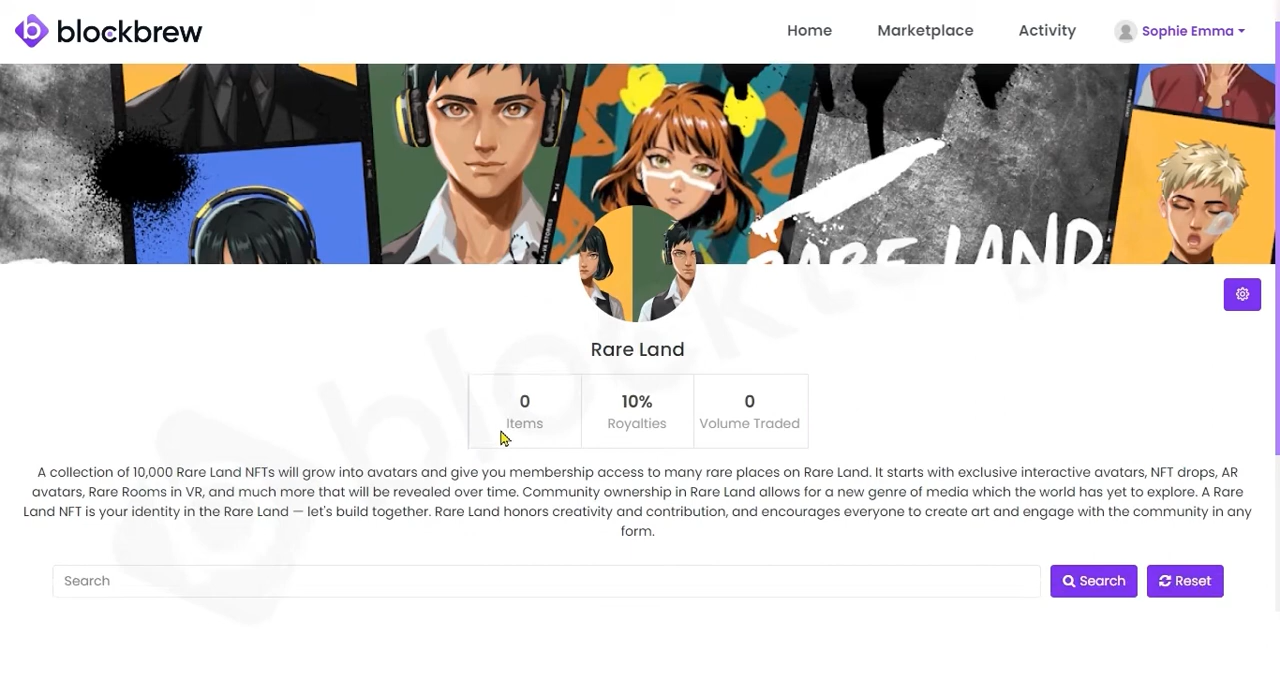 blockbrew
Home
Marketplace
Activity
Sophie Emma
RARE LAND
Rare Land
0
Items
10%
Royalties
0
Volume Traded
A collection of 10,000 Rare Land NFTs will grow into avatars and give you membership access to many rare places on Rare Land. It starts with exclusive interactive avatars, NFT drops, AR
avatars, Rare Rooms in VR, and much more that will be revealed over time. Community ownership in Rare Land allows for a new genre of media which the world has yet to explore. A Rare
Land NFT is your identity in the Rare Land — let's build together. Rare Land honors creativity and contribution, and encourages everyone to create art and engage with the community in any
form.
Search
Search
Reset